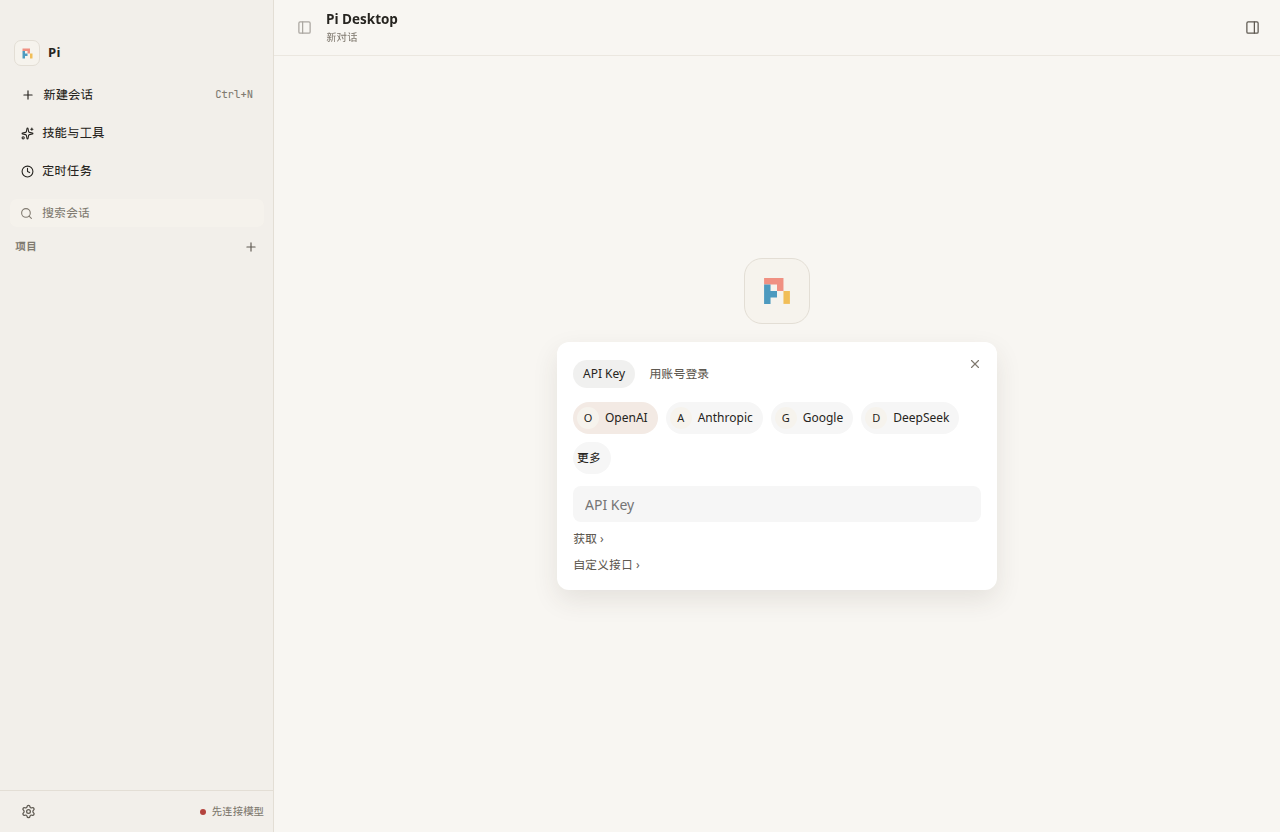 Pi
新建会话 Ctrl+N
技能与工具
定时任务
搜索会话
项目
先连接模型
Pi Desktop
新对话
API Key 用账号登录
O OpenAI A Anthropic G Google D DeepSeek
更多
API Key
获取 ›
自定义接口 ›